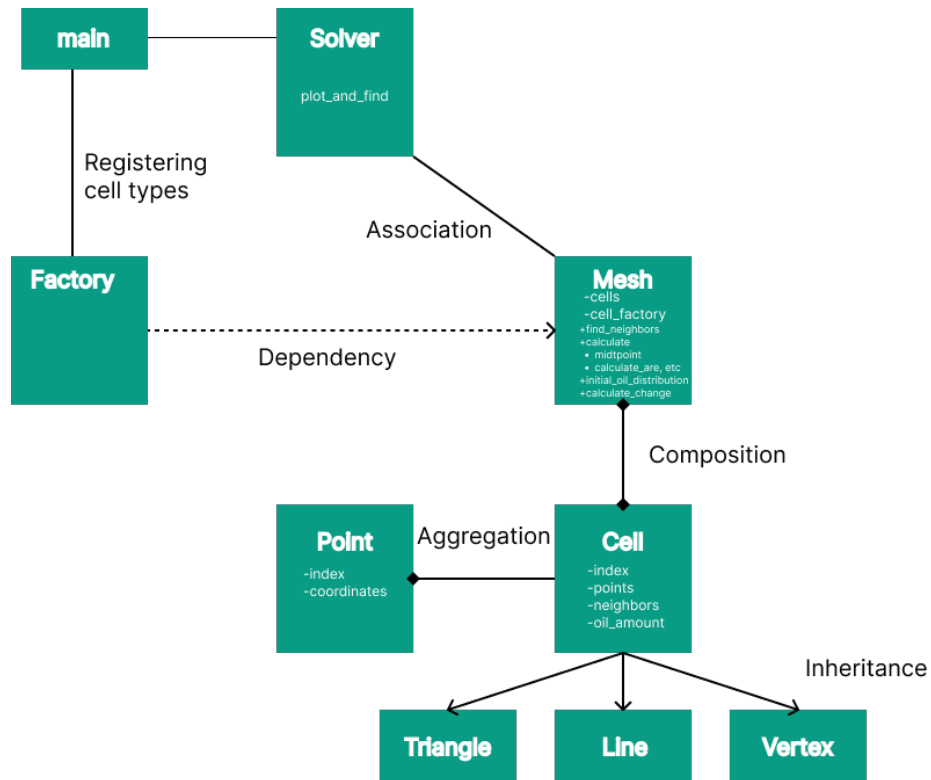 main
Solver
plot_and_find
Registering
cell types
Association
Factory
Mesh
-cells
-cell_factory
+find_neighbors
+calculate
• midtpoint
• calculate_are, etc
+initial_oil_distribution
+calculate_change
Dependency
Composition
Point
-index
-coordinates
Aggregation
Cell
-index
-points
-neighbors
-oil_amount
Inheritance
Triangle
Line
Vertex